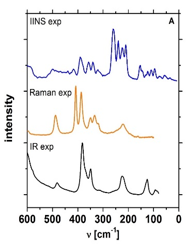 IINS exp
A
Raman exp
IR exp
intensity
600 500 400 300 200 100 0
ν [cm⁻¹]